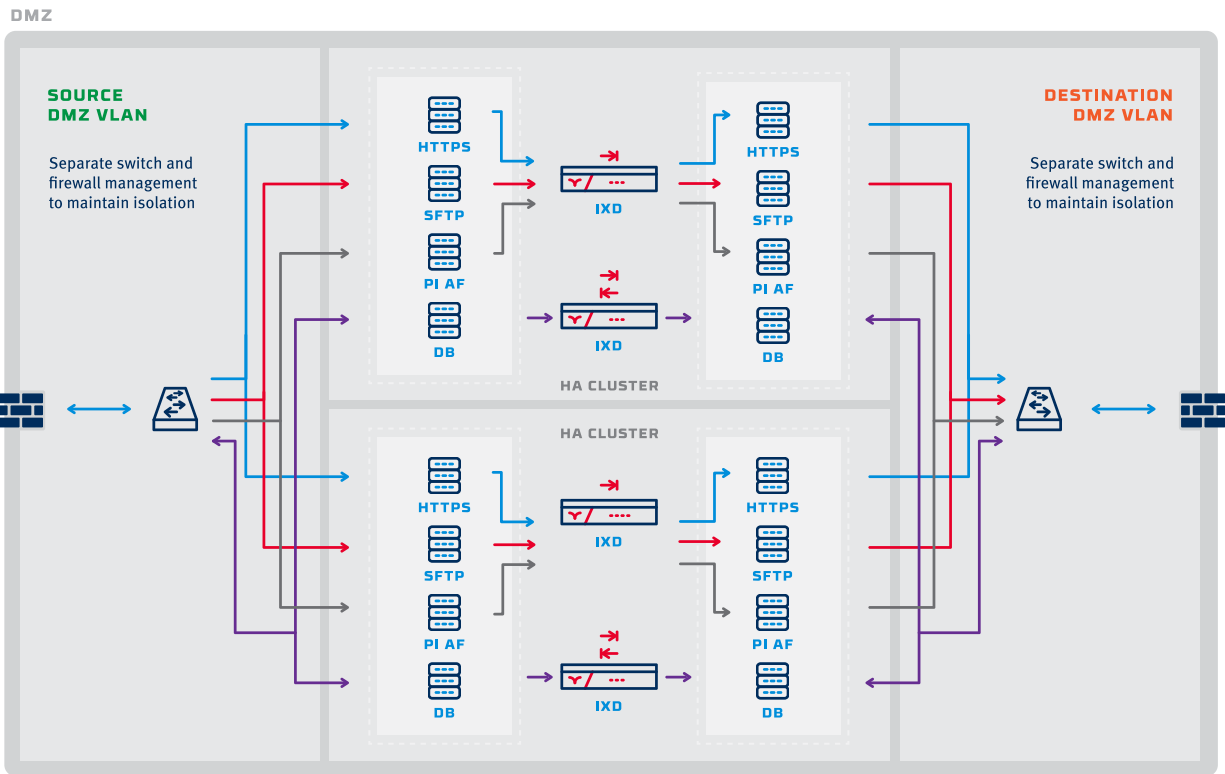 DMZ
SOURCE
DMZ VLAN
Separate switch and
firewall management
to maintain isolation
HTTPS
SFTP
PI AF
DB
IXD
IXD
HTTPS
SFTP
PI AF
DB
HA CLUSTER
DESTINATION
DMZ VLAN
Separate switch and
firewall management
to maintain isolation
HA CLUSTER
HTTPS
SFTP
PI AF
DB
IXD
IXD
HTTPS
SFTP
PI AF
DB